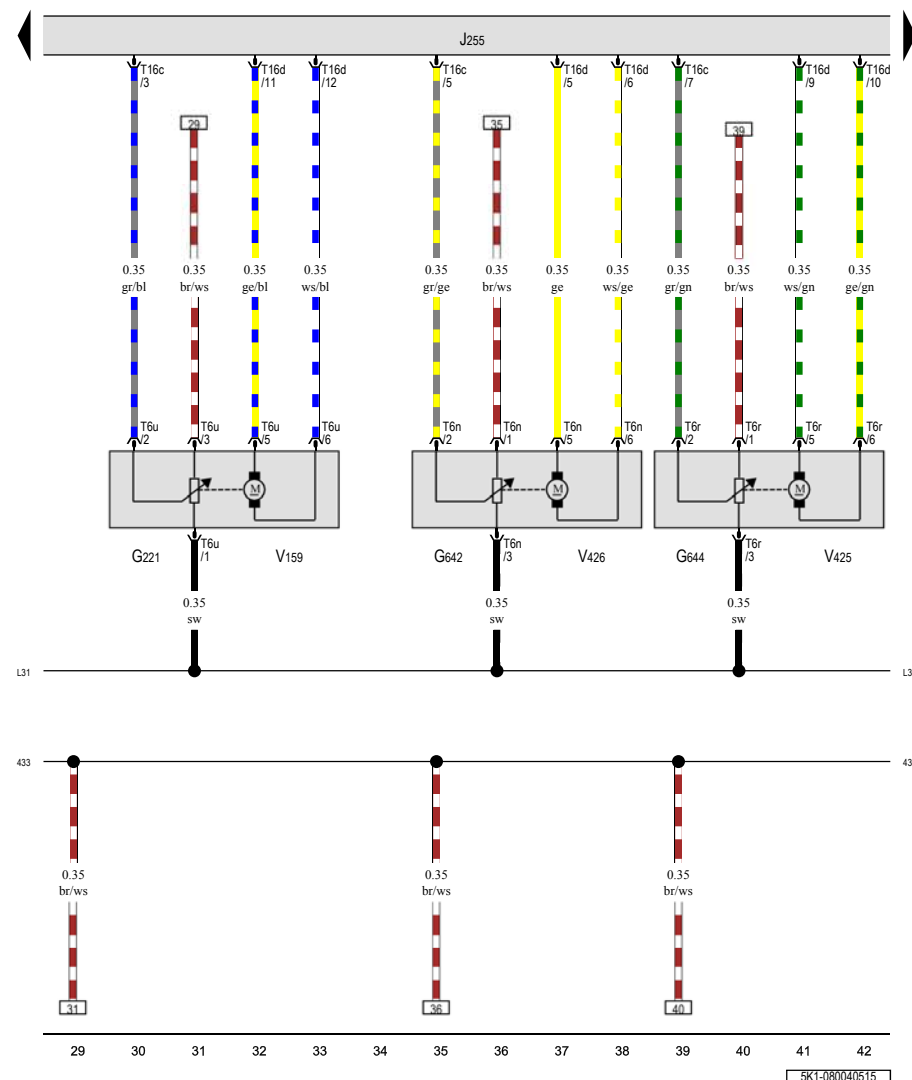 J255
T16c T16d T16d T16c T16d T16d T16c T16d T16d
/3 /11 /12 /5 /5 /6 /7 /9 /10
29 35 39
0.35 0.35 0.35 0.35 0.35 0.35 0.35 0.35 0.35 0.35 0.35 0.35
gr/bl br/ws ge/bl ws/bl gr/ge br/ws ge ws/ge gr/gn br/ws ws/gn ge/gn
T6u T6u T6u T6u T6n T6n T6n T6n T6r T6r T6r T6r
/2 /3 /5 /6 /2 /1 /5 /6 /2 /1 /5 /6
M M M
T6u T6n T6r
G221 /1 V159 G642 /3 V426 G644 /3 V425
0.35 0.35 0.35
sw sw sw
L31 L3
433 43
0.35 0.35 0.35
br/ws br/ws br/ws
31 36 40
29 30 31 32 33 34 35 36 37 38 39 40 41 42
5K1-080040515